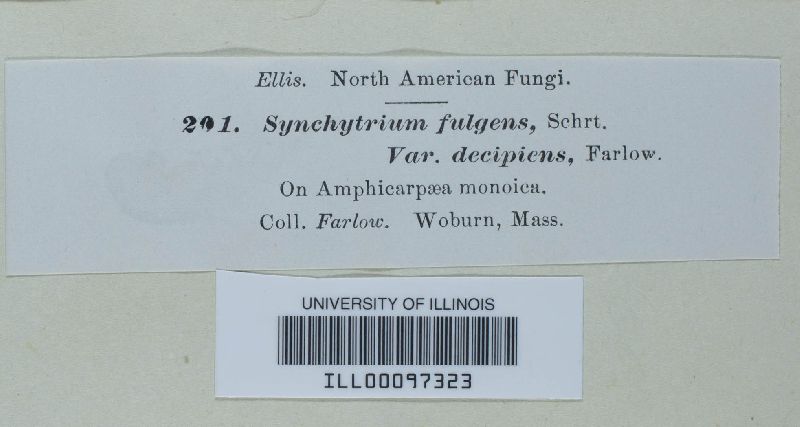 Ellis. North American Fungi.
291. Synchytrium fulgens, Schrt.
Var. decipiens, Farlow.
On Amphicarpæa monoica.
Coll. Farlow. Woburn, Mass.
UNIVERSITY OF ILLINOIS
ILL00097323